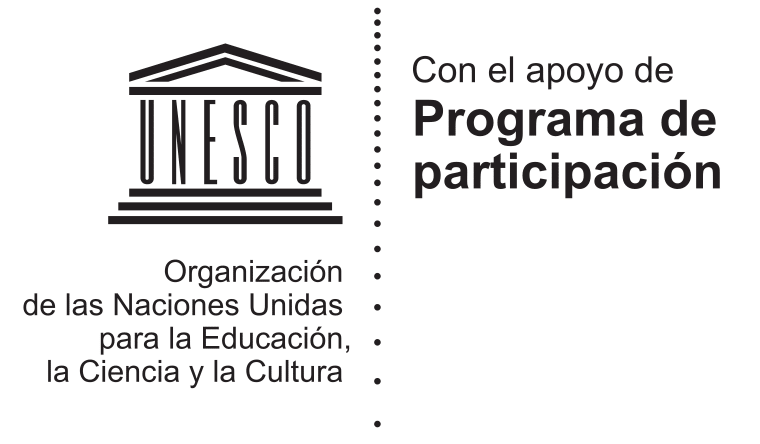 UNESCO
Organización
de las Naciones Unidas
para la Educación,
la Ciencia y la Cultura
Con el apoyo de
Programa de
participación